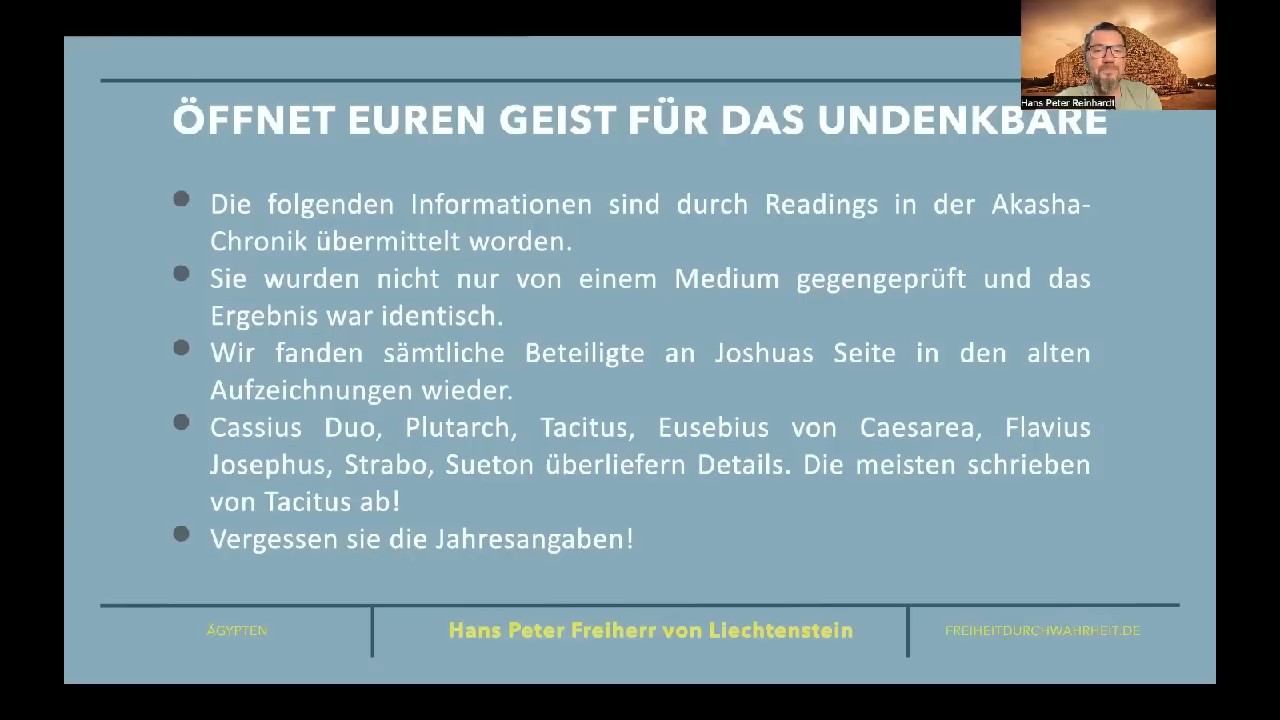 Hans Peter Reinhardt
ÖFFNET EUREN GEIST FÜR DAS UNDENKBARE
Die folgenden Informationen sind durch Readings in der Akasha-
Chronik übermittelt worden.
Sie wurden nicht nur von einem Medium gegengeprüft und das
Ergebnis war identisch.
Wir fanden sämtliche Beteiligte an Joshuas Seite in den alten
Aufzeichnungen wieder.
Cassius Duo, Plutarch, Tacitus, Eusebius von Caesarea, Flavius
Josephus, Strabo, Sueton überliefern Details. Die meisten schrieben
von Tacitus ab!
Vergessen sie die Jahresangaben!
ÄGYPTEN
Hans Peter Freiherr von Liechtenstein
FREIHEITDURCHWAHRHEIT.DE